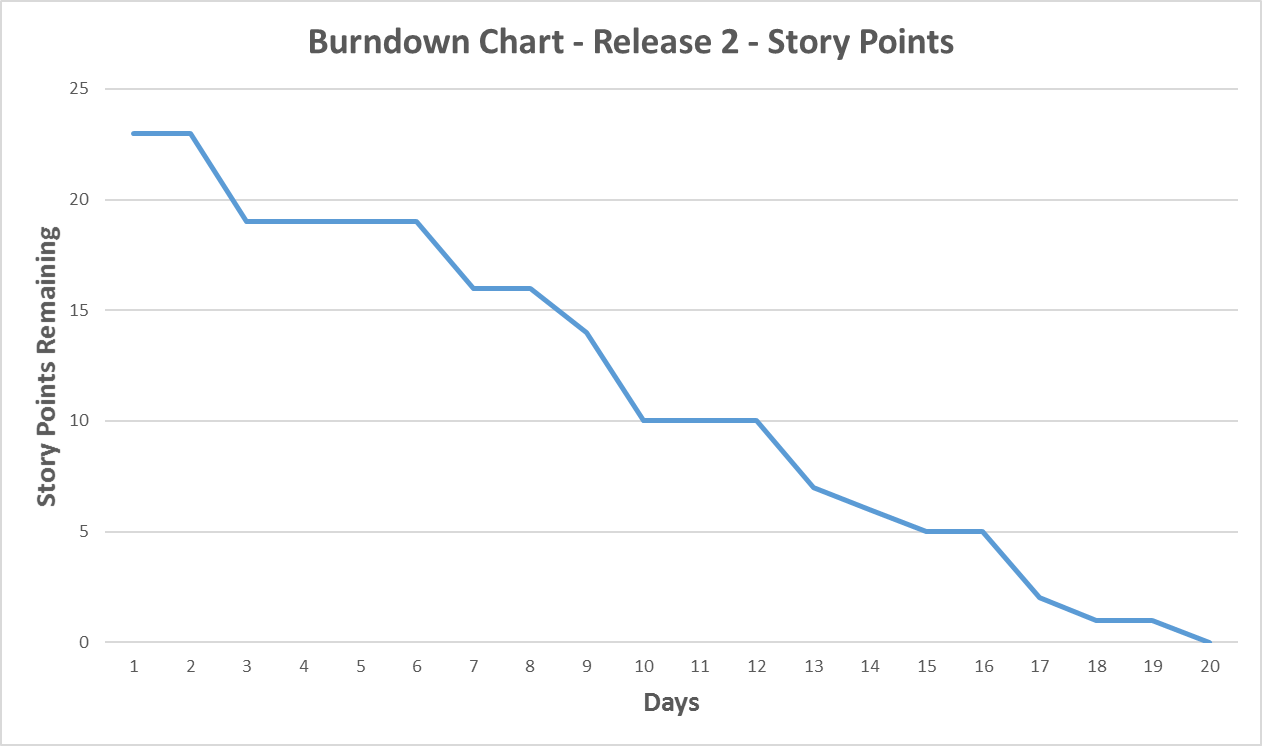 Burndown Chart - Release 2 - Story Points
25
20
15
10
5
0
Story Points Remaining
1 2 3 4 5 6 7 8 9 10 11 12 13 14 15 16 17 18 19 20
Days